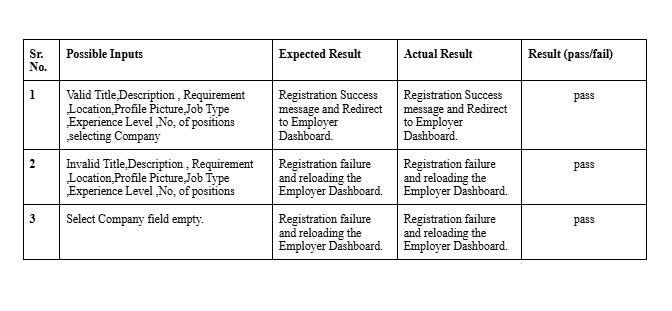 Sr. No. Possible Inputs Expected Result Actual Result Result (pass/fail)
1
Valid Title,Description , Requirement
,Location,Profile Picture,Job Type
,Experience Level ,No, of positions
,selecting Company
Registration Success
message and Redirect
to Employer
Dashboard.
Registration Success
message and Redirect
to Employer
Dashboard.
pass
2
Invalid Title,Description , Requirement
,Location,Profile Picture,Job Type
,Experience Level ,No, of positions
Registration failure
and reloading the
Employer Dashboard.
Registration failure
and reloading the
Employer Dashboard.
pass
3
Select Company field empty.
Registration failure
and reloading the
Employer Dashboard.
Registration failure
and reloading the
Employer Dashboard.
pass